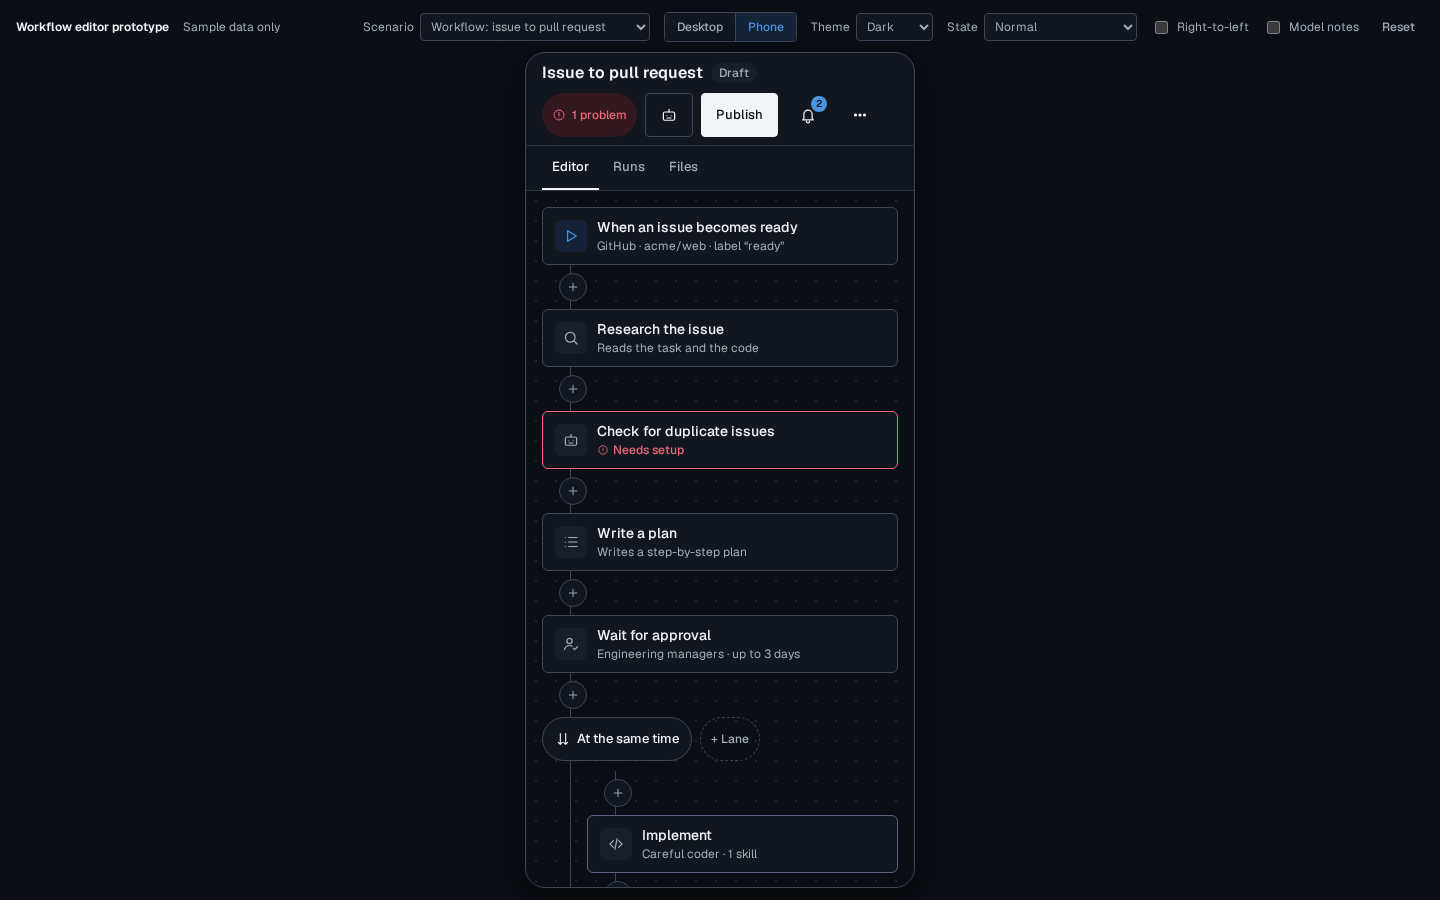 Workflow editor prototype
Sample data only
Scenario
Workflow: issue to pull request
Desktop
Phone
Theme
Dark
State
Normal
Right-to-left
Model notes
Reset
Issue to pull request
Draft
1 problem
Publish
2
Editor
Runs
Files
When an issue becomes ready
GitHub · acme/web · label “ready”
Research the issue
Reads the task and the code
Check for duplicate issues
Needs setup
Write a plan
Writes a step-by-step plan
Wait for approval
Engineering managers · up to 3 days
At the same time
+ Lane
Implement
Careful coder · 1 skill